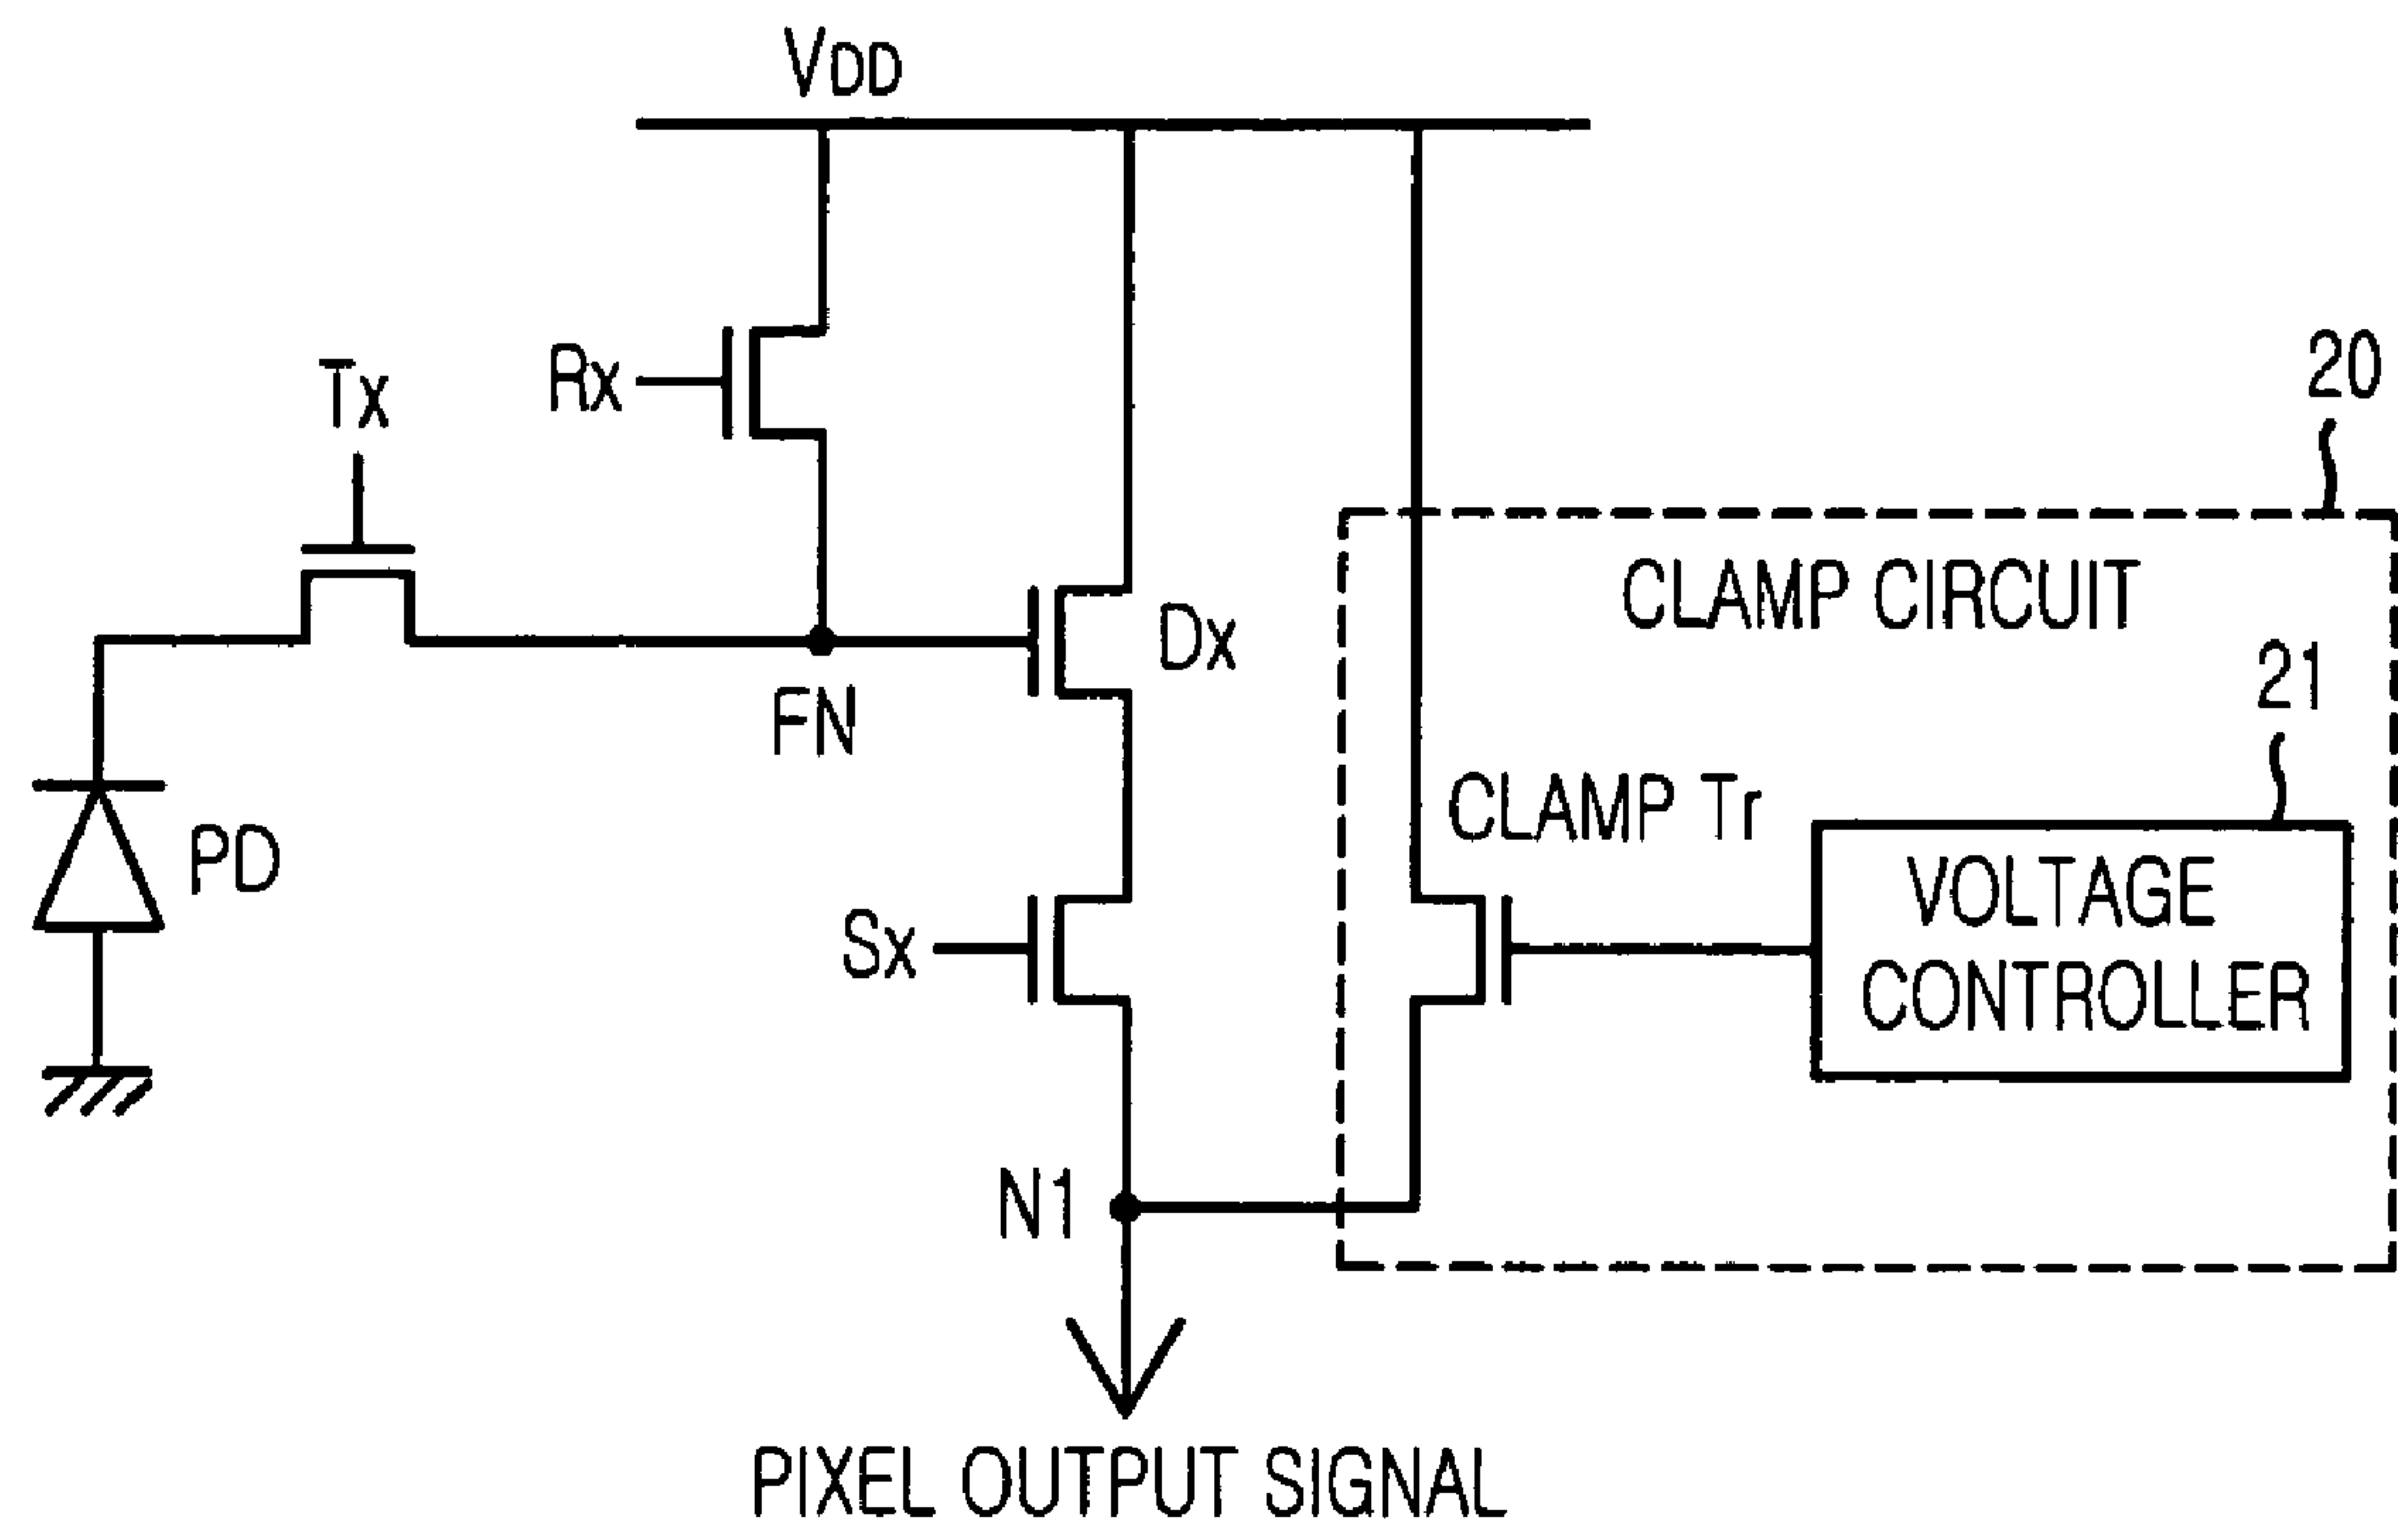 VDD
20
Rx
Tx
CLAMP CIRCUIT
Dx
21
FN
CLAMP Tr
PD
VOLTAGE
CONTROLLER
Sx
N1
PIXEL OUTPUT SIGNAL